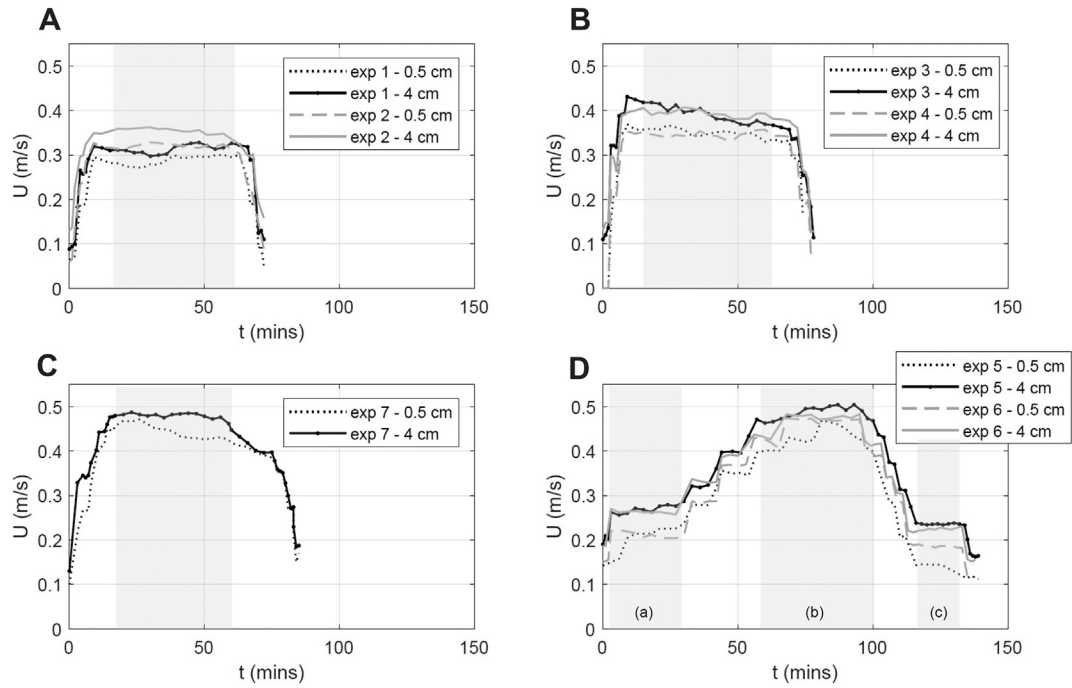 A
0.5
0.4
0.3
0.2
0.1
0
U (m/s)
0
50
100
150
t (mins)
exp 1 - 0.5 cm
exp 1 - 4 cm
exp 2 - 0.5 cm
exp 2 - 4 cm
B
0.5
0.4
0.3
0.2
0.1
0
U (m/s)
0
50
100
150
t (mins)
exp 3 - 0.5 cm
exp 3 - 4 cm
exp 4 - 0.5 cm
exp 4 - 4 cm
C
0.5
0.4
0.3
0.2
0.1
0
U (m/s)
0
50
100
150
t (mins)
exp 7 - 0.5 cm
exp 7 - 4 cm
D
0.5
0.4
0.3
0.2
0.1
0
U (m/s)
0
50
100
150
t (mins)
exp 5 - 0.5 cm
exp 5 - 4 cm
exp 6 - 0.5 cm
exp 6 - 4 cm
(a)
(b)
(c)